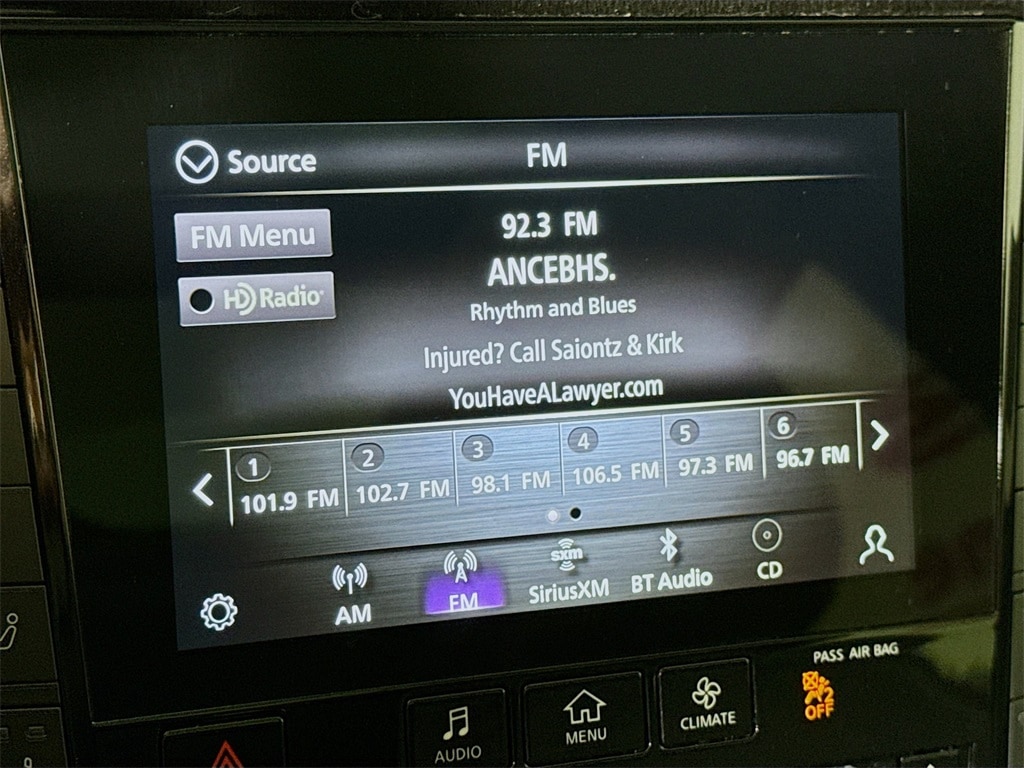 Source
FM
FM Menu
HD Radio
92.3 FM
ANCEBHS.
Rhythm and Blues
Injured? Call Saiontz & Kirk
YouHaveALawyer.com
1
101.9 FM
2
102.7 FM
3
98.1 FM
4
106.5 FM
5
97.3 FM
6
96.7 FM
AM
FM
sxm
SiriusXM
BT Audio
CD
PASS AIR BAG
2
OFF
AUDIO
MENU
CLIMATE